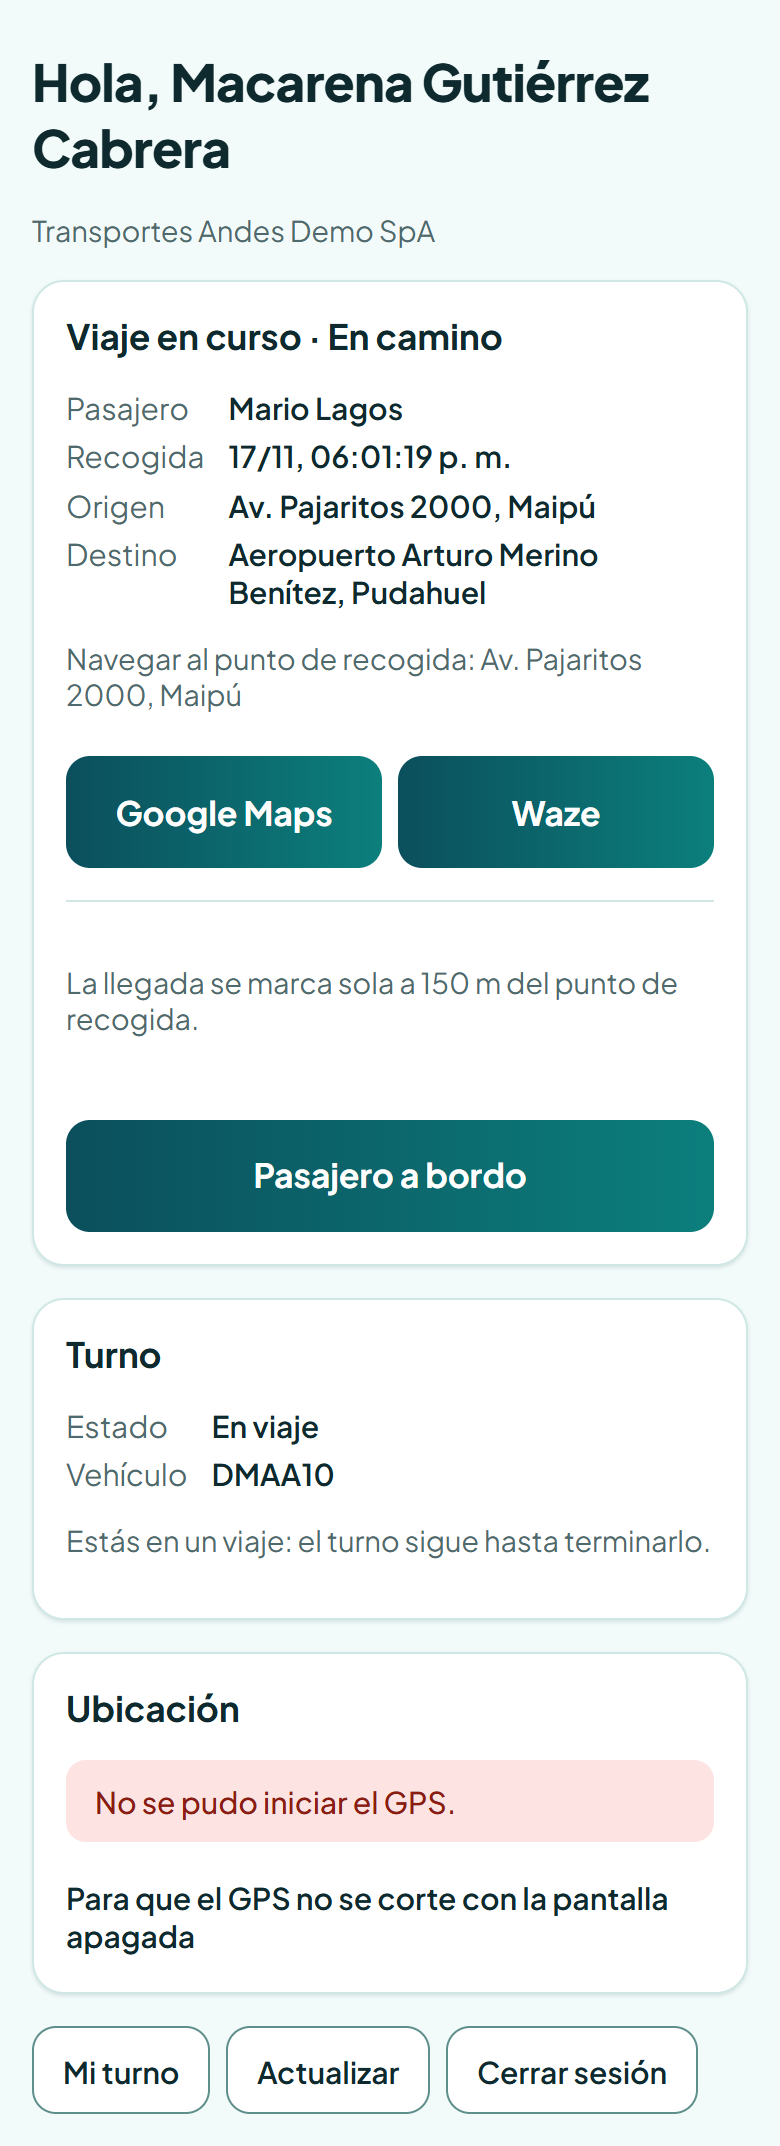 Hola, Macarena Gutiérrez
Cabrera
Transportes Andes Demo SpA
Viaje en curso · En camino
Pasajero Mario Lagos
Recogida 17/11, 06:01:19 p. m.
Origen Av. Pajaritos 2000, Maipú
Destino Aeropuerto Arturo Merino
Benítez, Pudahuel
Navegar al punto de recogida: Av. Pajaritos
2000, Maipú
Google Maps Waze
La llegada se marca sola a 150 m del punto de
recogida.
Pasajero a bordo
Turno
Estado En viaje
Vehículo DMAA10
Estás en un viaje: el turno sigue hasta terminarlo.
Ubicación
No se pudo iniciar el GPS.
Para que el GPS no se corte con la pantalla
apagada
Mi turno Actualizar Cerrar sesión